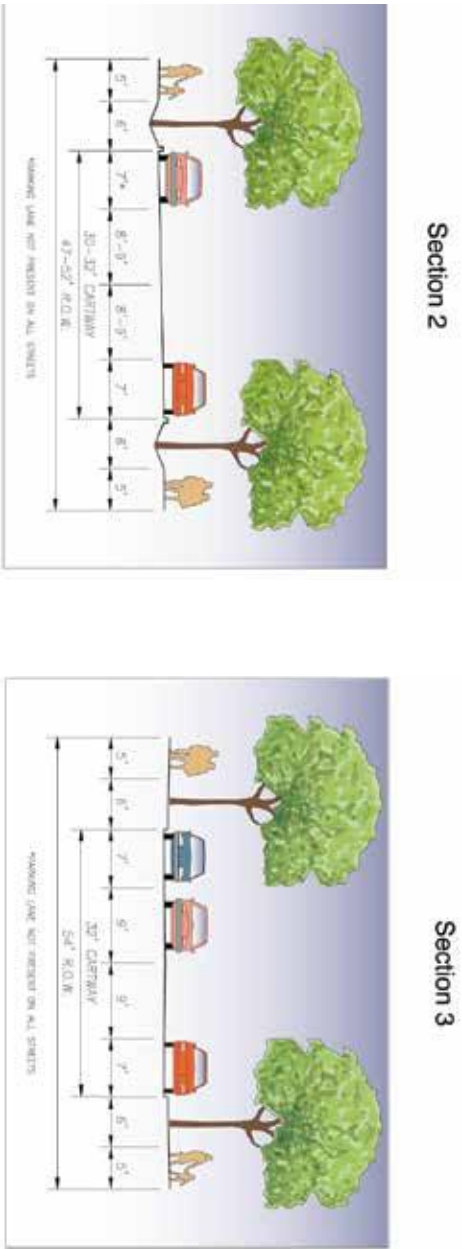 Section 2
5' 6' 7'* 8'-9' 8'-9' 7' 6' 5'
30-32' CARTWAY
47-52' R.O.W.
*PARKING LANE NOT PRESENT ON ALL STREETS
Section 3
5' 6' 7' 9' 9' 7' 6' 5'
32' CARTWAY
54' R.O.W.
*PARKING LANE NOT PRESENT ON ALL STREETS